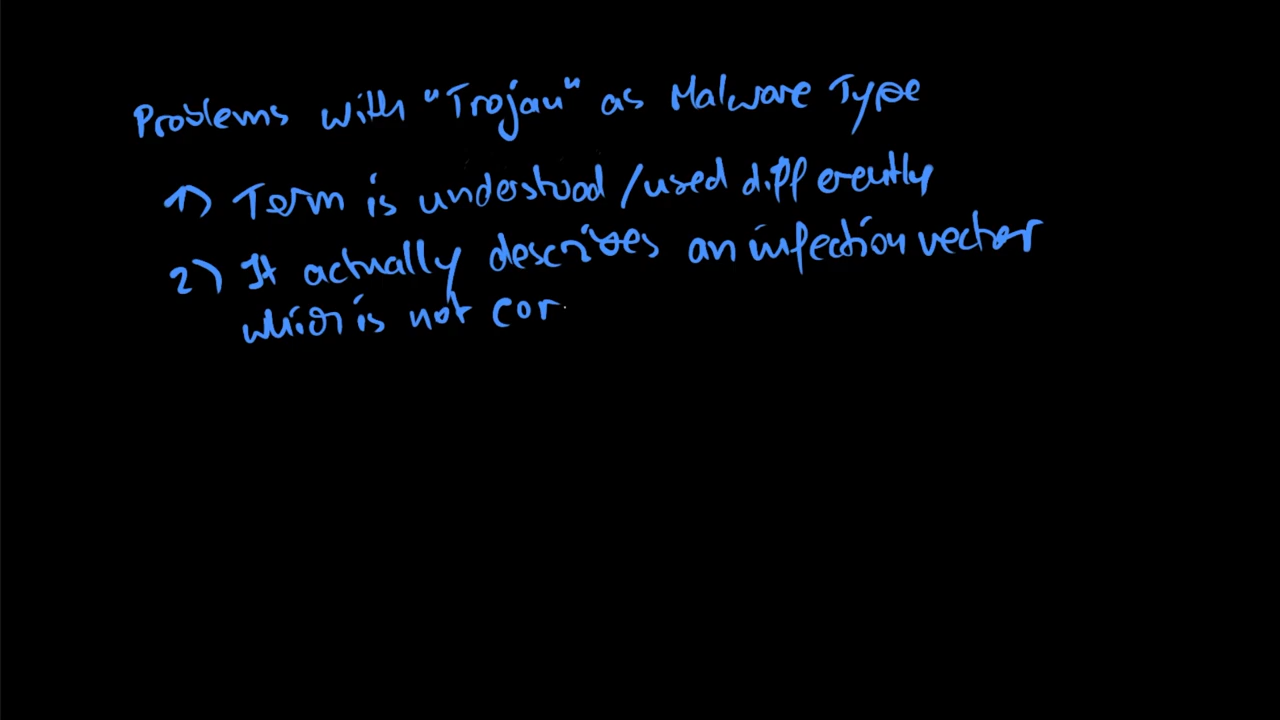 Problems with "Trojan" as Malware Type
1) Term is understood/used differently
2) It actually describes an infection vector
which is not cor